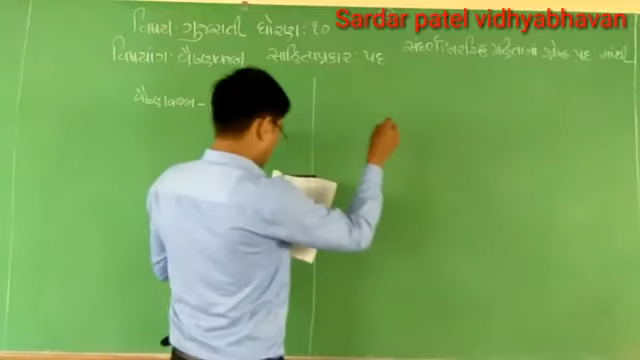 Sardar patel vidhyabhavan
વિષય: ગુજરાતી ધોરણ: ૧૦
વિષયાંગ: વૈષ્ણવજન સાહિત્યપ્રકાર: પદ
વૈષ્ણવજન -